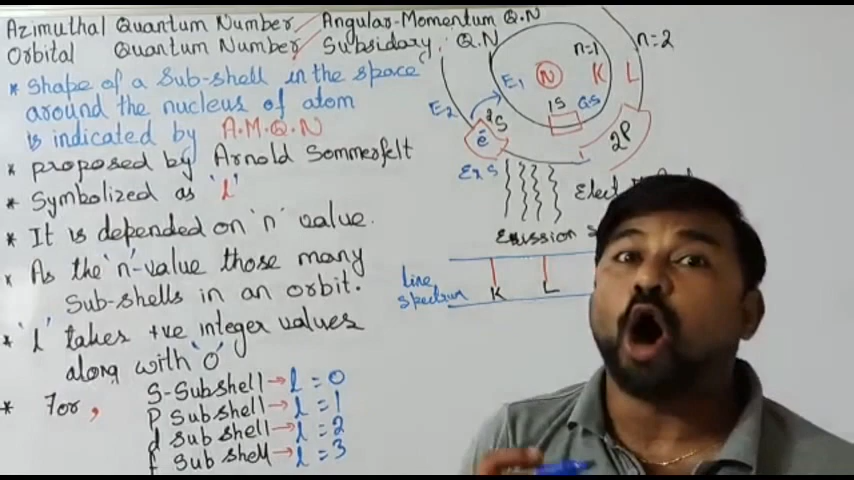 Azimuthal Quantum Number Angular-Momentum Q.N
Orbital Quantum Number Subsidary Q.N
* Shape of a Sub-shell in the space
around the nucleus of atom
is indicated by A.M.Q.N
* proposed by Arnold Sommerfelt
* Symbolized as 'l'
* It is depended on 'n' value.
* As the 'n'-value those many
Sub-shells in an orbit.
* 'l' takes +ve integer values
along with 'o'
* For, S-Subshell → l = 0
P Subshell → l = 1
d Subshell → l = 2
f Sub shell → l = 3
n=1 n=2
E1 N K L
E2 1S GS
2S
ē 2P
Ex S
Emission
line
spectrum
K L